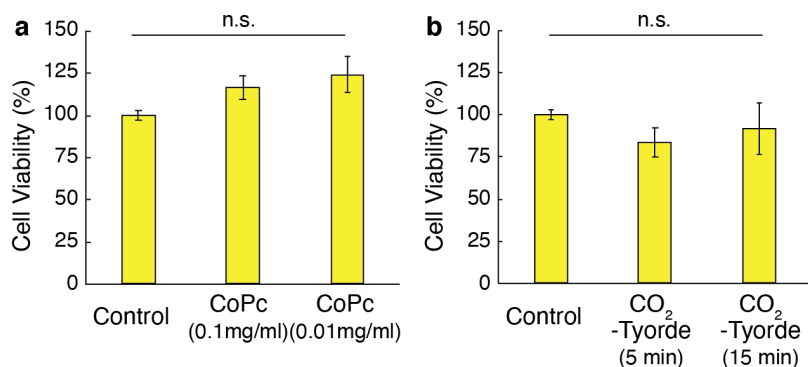 a
n.s.
150
125
100
75
50
25
0
Cell Viability (%)
Control
CoPc
(0.1mg/ml)
CoPc
(0.01mg/ml)
b
n.s.
150
125
100
75
50
25
0
Cell Viability (%)
Control
CO2
-Tyorde
(5 min)
CO2
-Tyorde
(15 min)